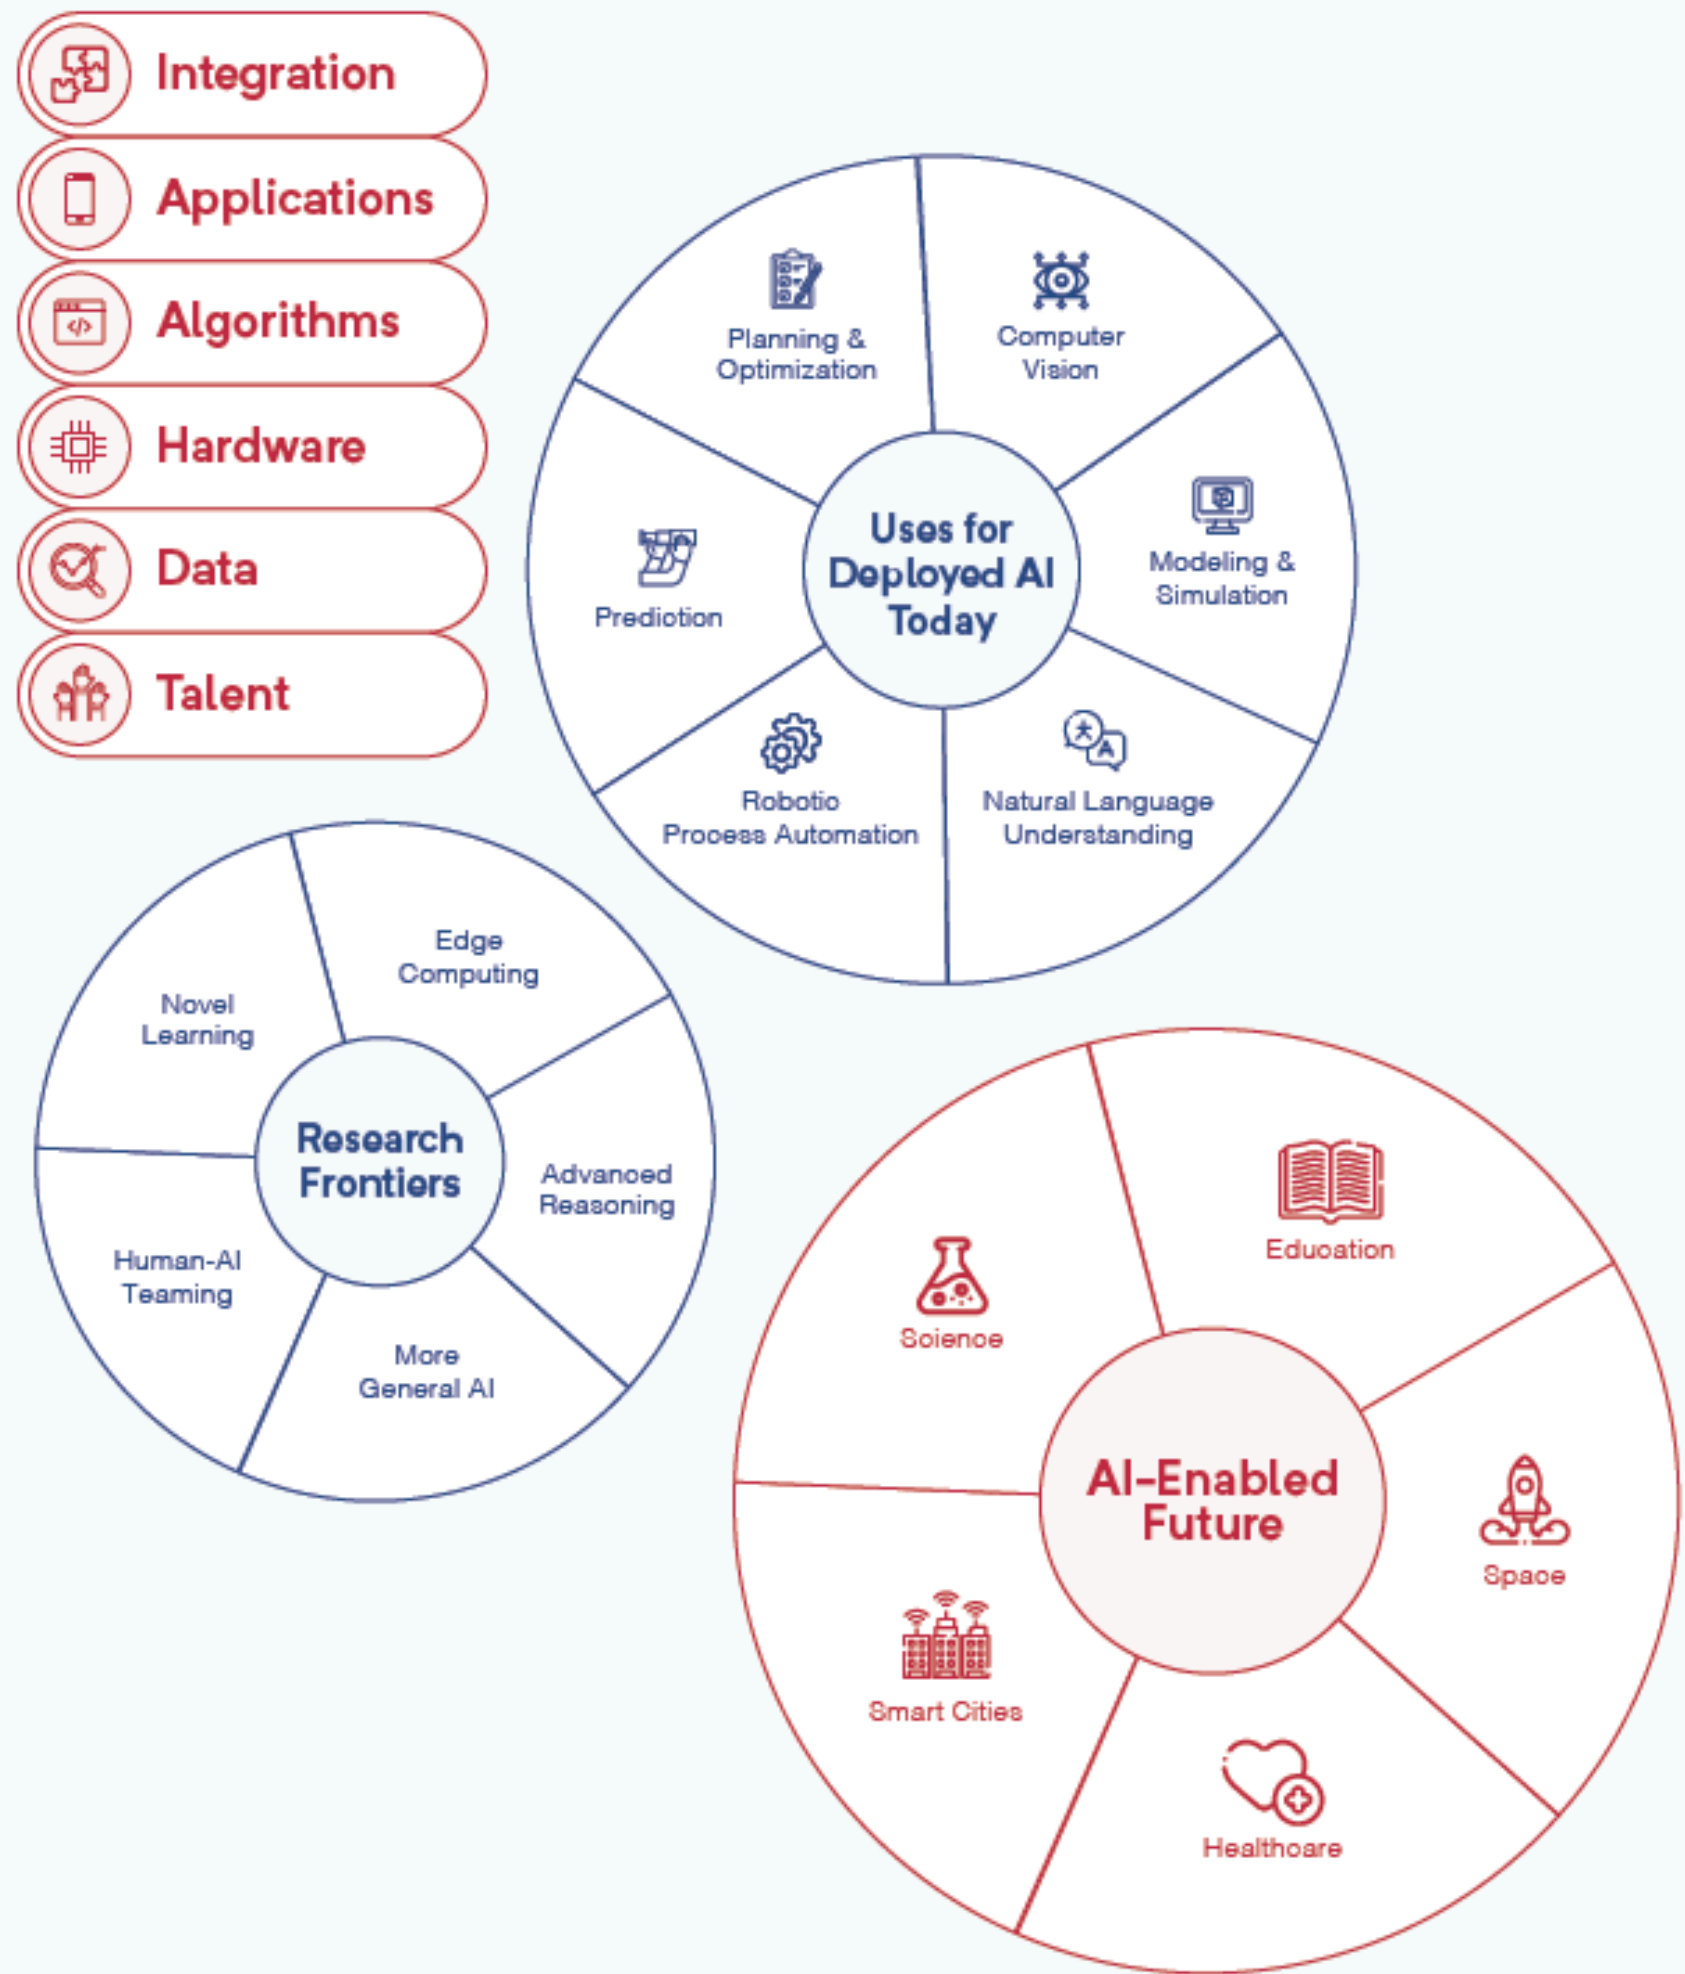 Integration
Applications
Algorithms
Hardware
Data
Talent
Planning &
Optimization
Computer
Vision
Prediction
Uses for
Deployed AI
Today
Modeling &
Simulation
Robotic
Process Automation
Natural Language
Understanding
Novel
Learning
Edge
Computing
Research
Frontiers
Advanced
Reasoning
Human-AI
Teaming
More
General AI
Science
Education
AI-Enabled
Future
Space
Smart Cities
Healthcare